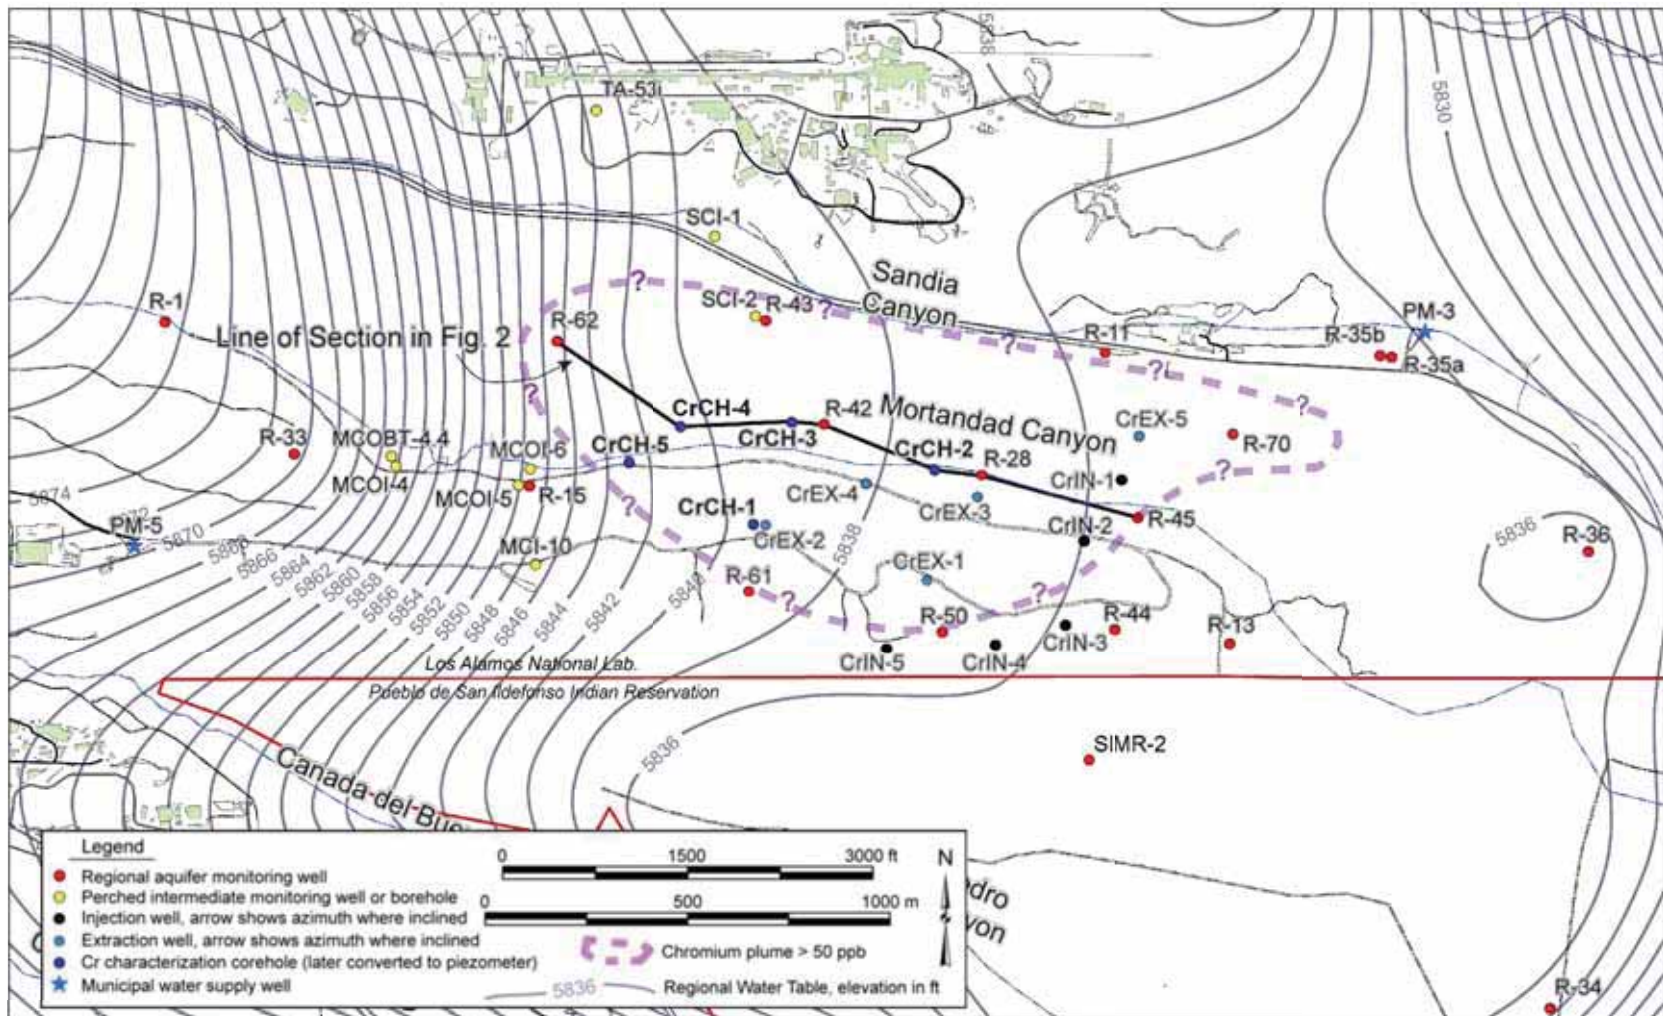 5838
5830
TA-53i
SCI-1
Sandia
Canyon
SCI-2
R-43
R-1
R-62
Line of Section in Fig. 2
PM-3
R-11
R-35b
R-35a
CrCH-4
R-42
Mortandad Canyon
CrEX-5
R-70
R-33
MCOBT-4.4
MCOI-6
CrCH-5
CrCH-3
CrCH-2
R-28
MCOI-4
MCOI-5
R-15
CrEX-4
CrEX-3
CrIN-1
R-45
5874
5872
5870
5868
5866
5864
5862
5860
5858
5856
5854
5852
5850
5848
5846
5844
5842
5840
5838
PM-5
CrCH-1
CrEX-2
CrIN-2
5836
R-36
MCI-10
CrEX-1
R-61
R-50
R-44
R-13
CrIN-3
CrIN-5
CrIN-4
Los Alamos National Lab.
Pueblo de San Ildefonso Indian Reservation
5836
SIMR-2
Canada del Bu
edro
yon
R-34
? ? ? ? ? ? ? ? ? ? ? ?
Legend
Regional aquifer monitoring well
Perched intermediate monitoring well or borehole
Injection well, arrow shows azimuth where inclined
Extraction well, arrow shows azimuth where inclined
Cr characterization corehole (later converted to piezometer)
Municipal water supply well
0 1500 3000 ft
0 500 1000 m
N
Chromium plume > 50 ppb
5836 Regional Water Table, elevation in ft